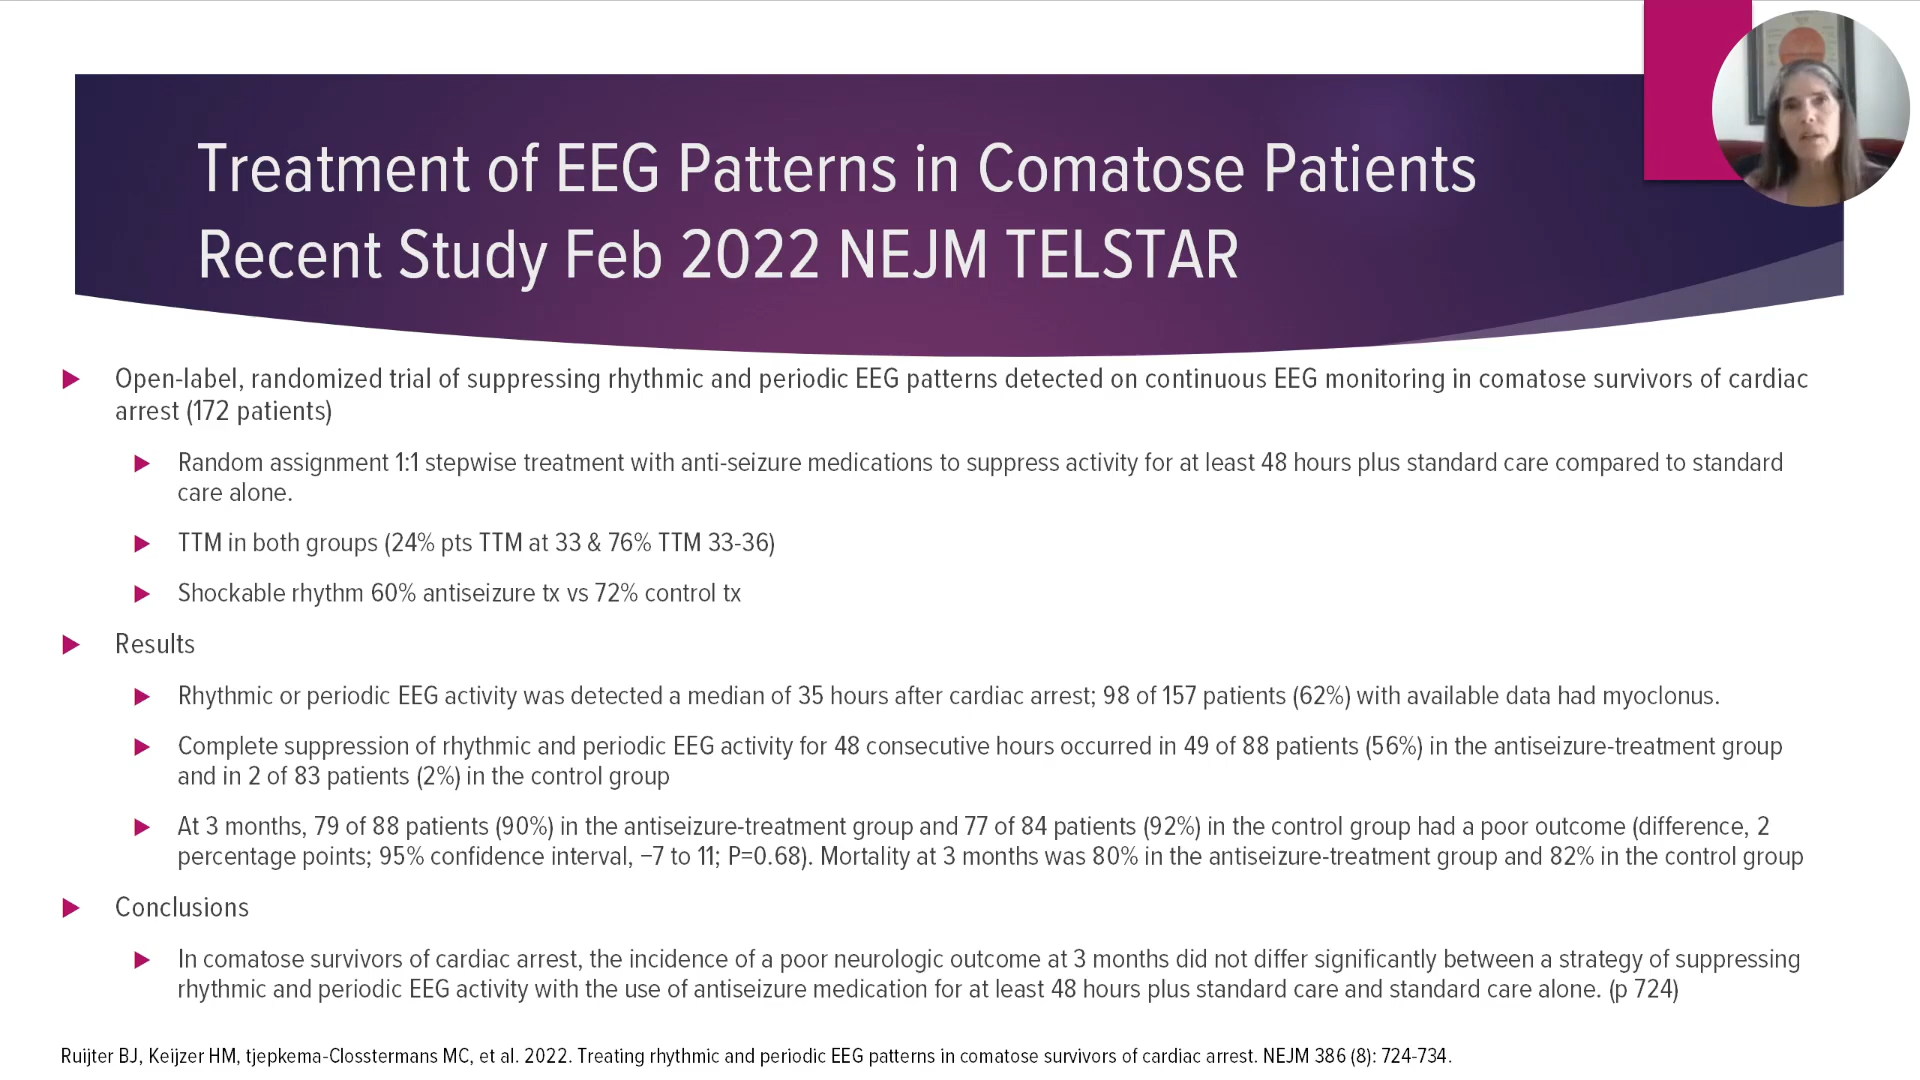 Treatment of EEG Patterns in Comatose Patients
Recent Study Feb 2022 NEJM TELSTAR
Open-label, randomized trial of suppressing rhythmic and periodic EEG patterns detected on continuous EEG monitoring in comatose survivors of cardiac
arrest (172 patients)
Random assignment 1:1 stepwise treatment with anti-seizure medications to suppress activity for at least 48 hours plus standard care compared to standard
care alone.
TTM in both groups (24% pts TTM at 33 & 76% TTM 33-36)
Shockable rhythm 60% antiseizure tx vs 72% control tx
Results
Rhythmic or periodic EEG activity was detected a median of 35 hours after cardiac arrest; 98 of 157 patients (62%) with available data had myoclonus.
Complete suppression of rhythmic and periodic EEG activity for 48 consecutive hours occurred in 49 of 88 patients (56%) in the antiseizure-treatment group
and in 2 of 83 patients (2%) in the control group
At 3 months, 79 of 88 patients (90%) in the antiseizure-treatment group and 77 of 84 patients (92%) in the control group had a poor outcome (difference, 2
percentage points; 95% confidence interval, −7 to 11; P=0.68). Mortality at 3 months was 80% in the antiseizure-treatment group and 82% in the control group
Conclusions
In comatose survivors of cardiac arrest, the incidence of a poor neurologic outcome at 3 months did not differ significantly between a strategy of suppressing
rhythmic and periodic EEG activity with the use of antiseizure medication for at least 48 hours plus standard care and standard care alone. (p 724)
Ruijter BJ, Keijzer HM, tjepkema-Closstermans MC, et al. 2022. Treating rhythmic and periodic EEG patterns in comatose survivors of cardiac arrest. NEJM 386 (8): 724-734.